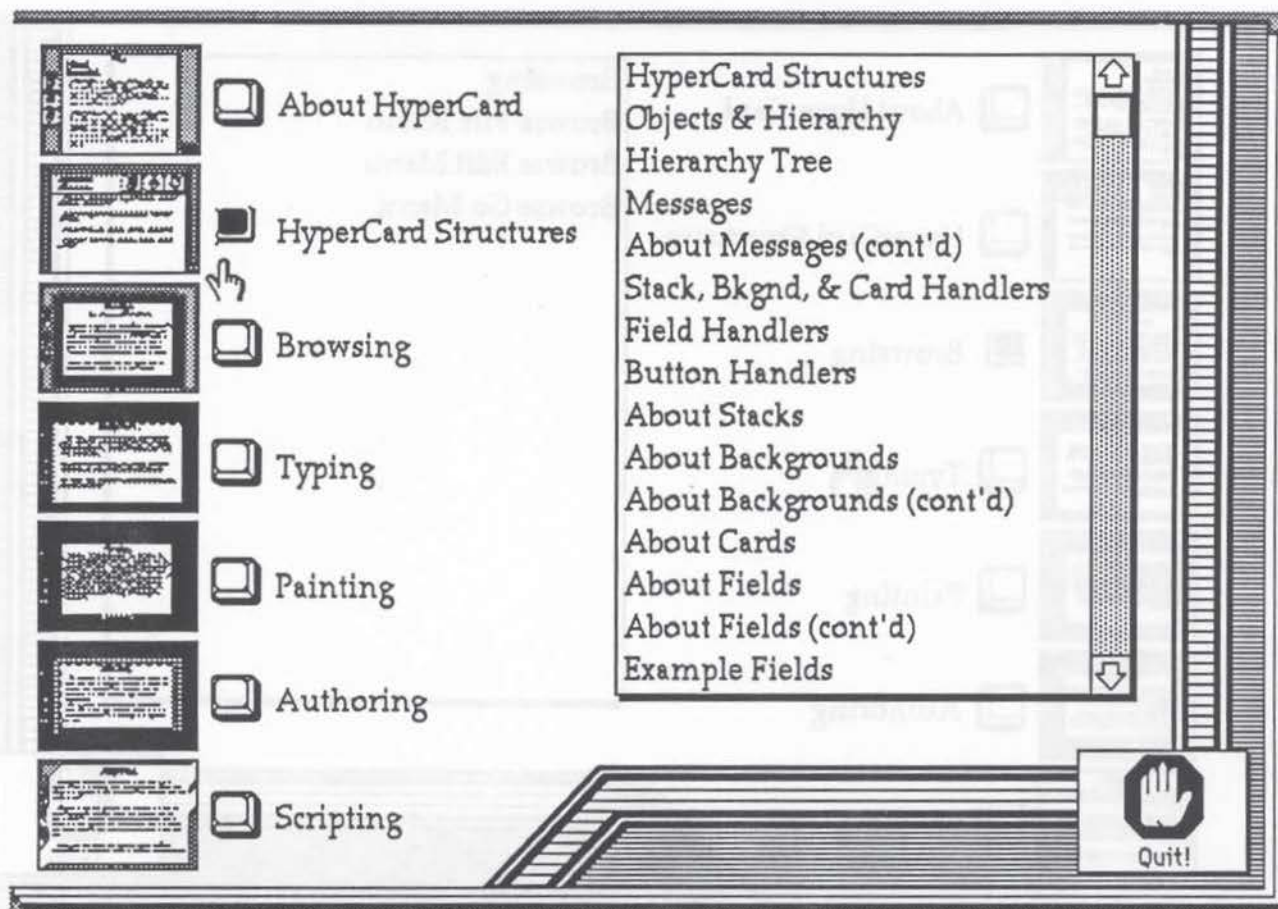 About HyperCard
HyperCard Structures
Browsing
Typing
Painting
Authoring
Scripting
HyperCard Structures
Objects & Hierarchy
Hierarchy Tree
Messages
About Messages (cont'd)
Stack, Bkgnd, & Card Handlers
Field Handlers
Button Handlers
About Stacks
About Backgrounds
About Backgrounds (cont'd)
About Cards
About Fields
About Fields (cont'd)
Example Fields
Quit!